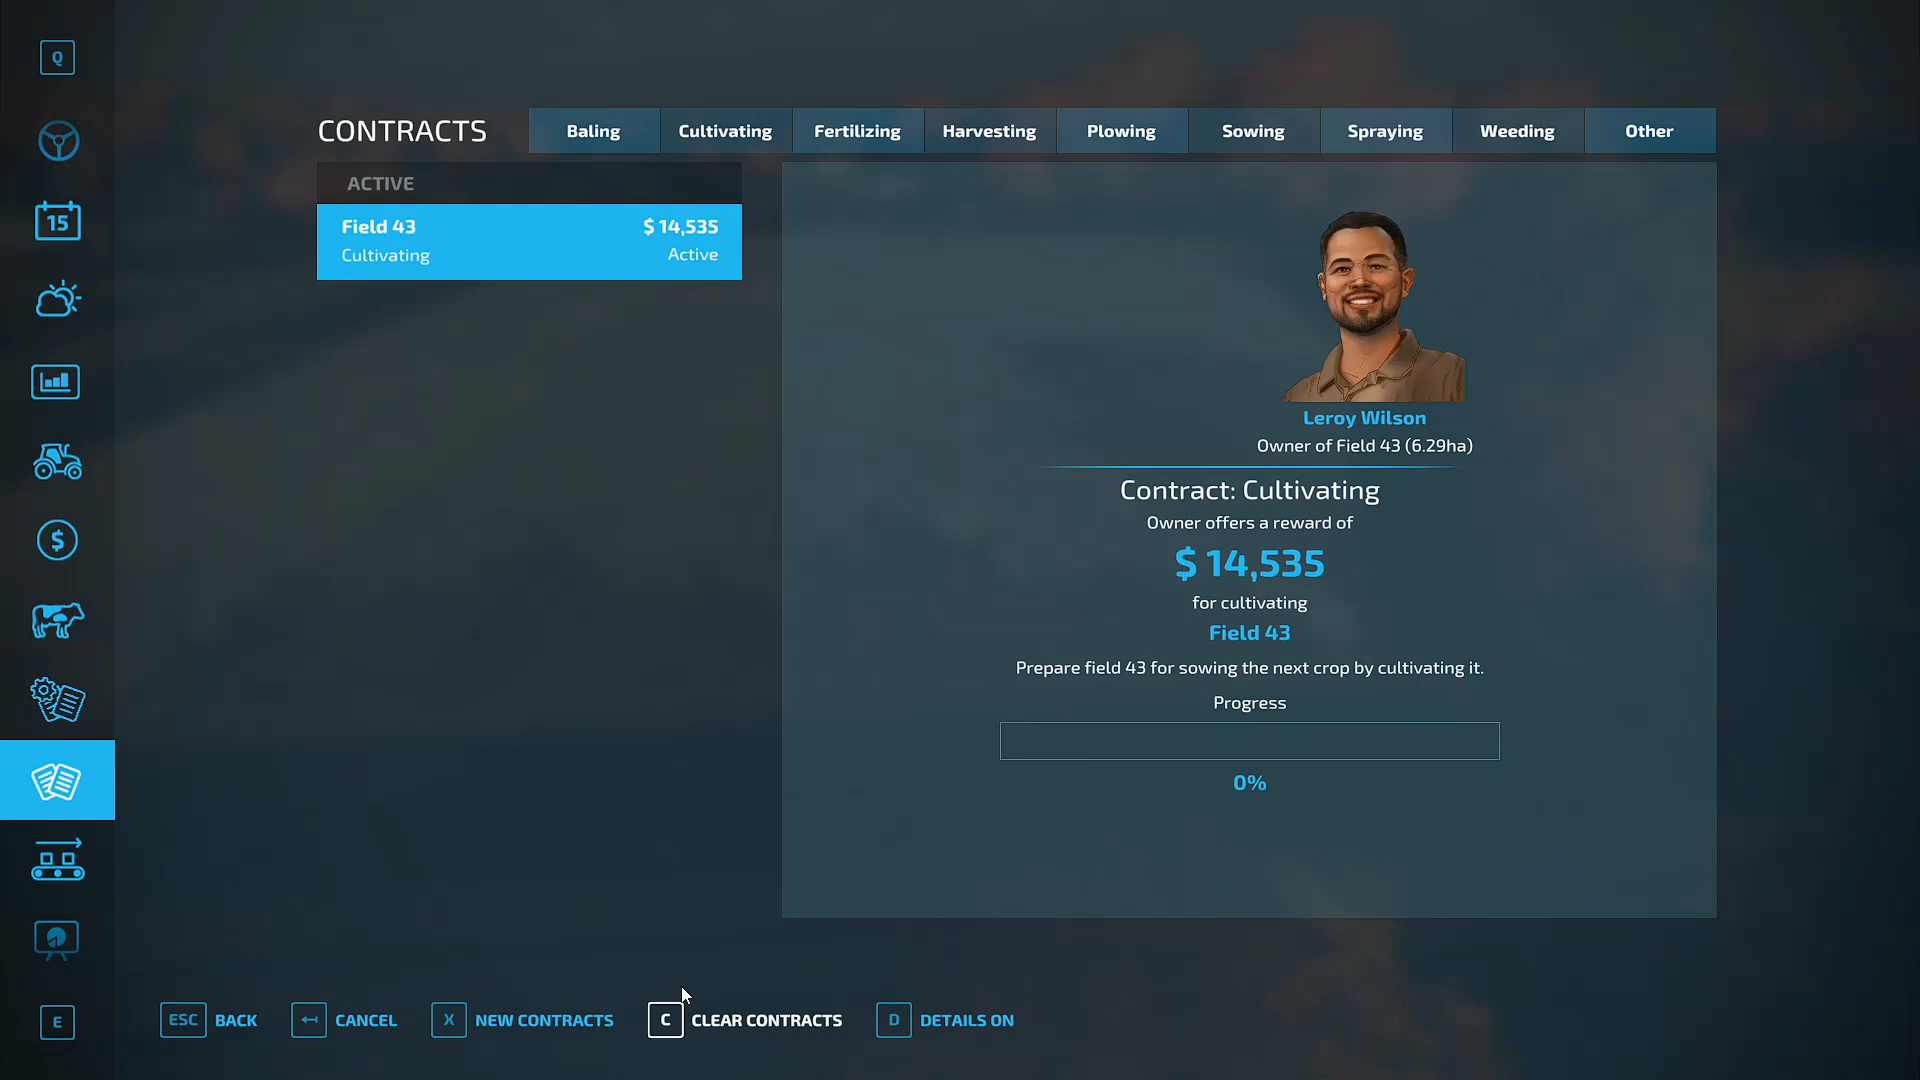 Q
15
$
E
CONTRACTS
Baling
Cultivating
Fertilizing
Harvesting
Plowing
Sowing
Spraying
Weeding
Other
ACTIVE
Field 43 $ 14,535
Cultivating Active
Leroy Wilson
Owner of Field 43 (6.29ha)
Contract: Cultivating
Owner offers a reward of
$ 14,535
for cultivating
Field 43
Prepare field 43 for sowing the next crop by cultivating it.
Progress
0%
ESC BACK
CANCEL
X NEW CONTRACTS
C CLEAR CONTRACTS
D DETAILS ON